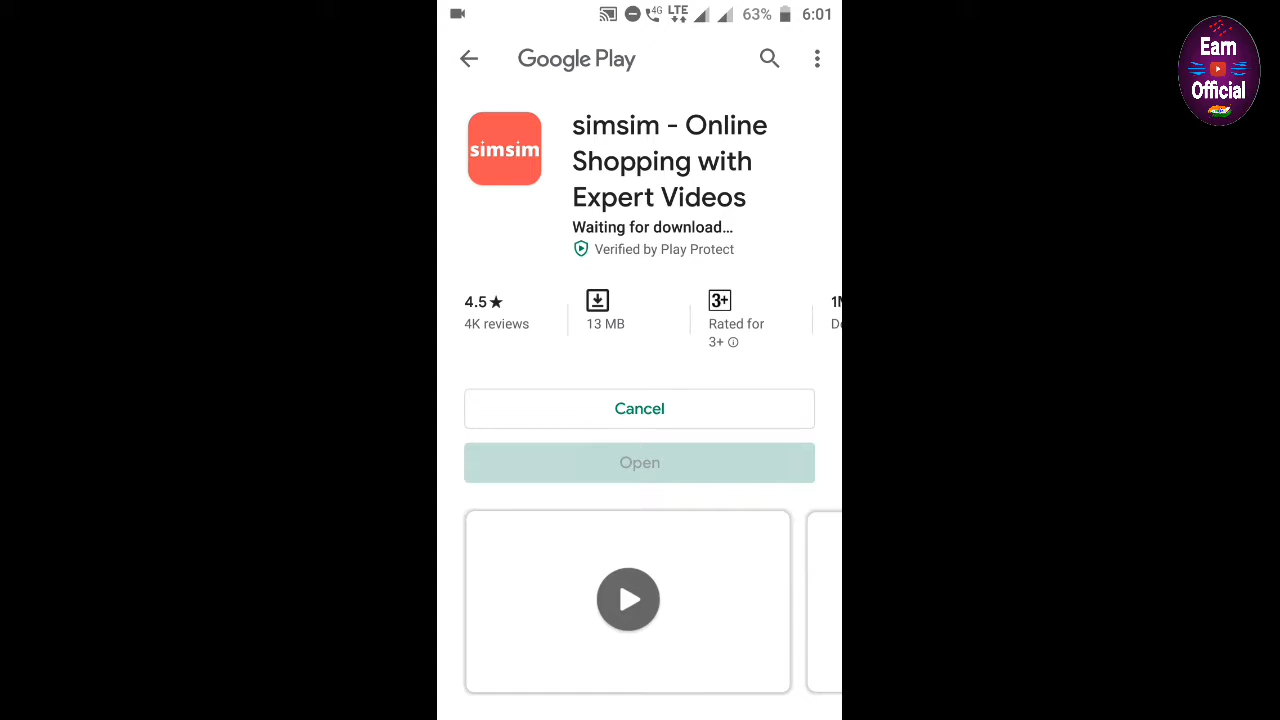 4G LTE 63% 6:01
Google Play
simsim
simsim - Online
Shopping with
Expert Videos
Waiting for download...
Verified by Play Protect
4.5★
4K reviews
13 MB
3+
Rated for
3+
Cancel
Open
Earn
Official